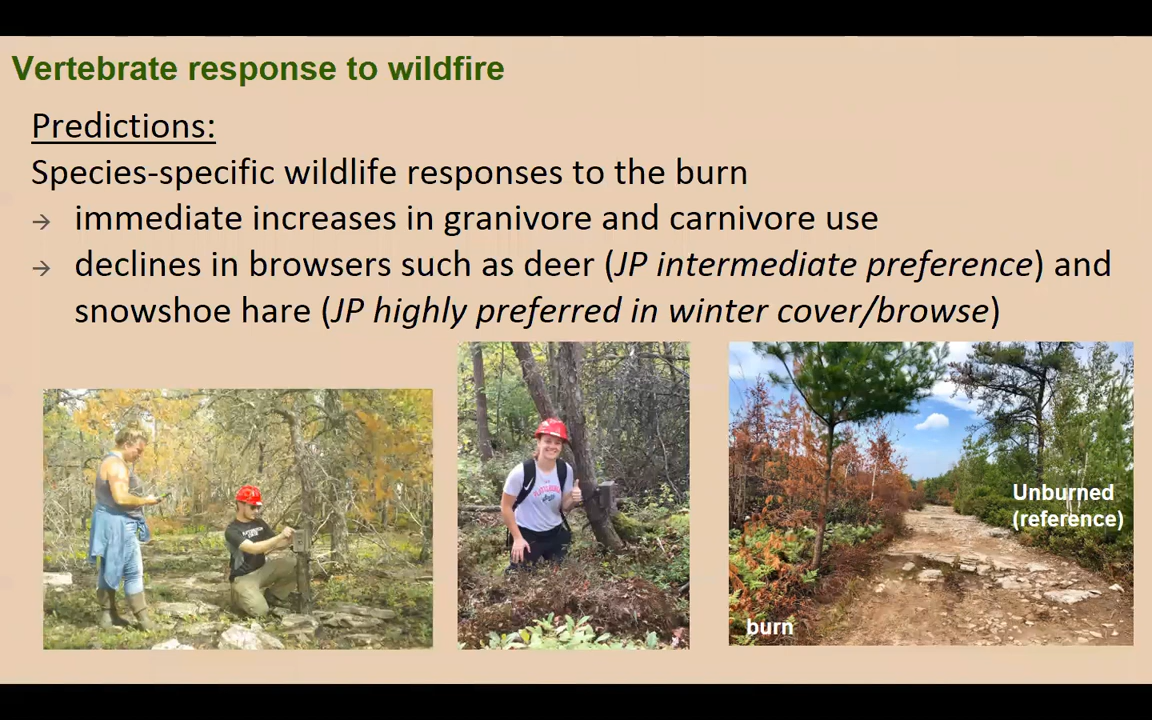 Vertebrate response to wildfire
Predictions:
Species-specific wildlife responses to the burn
→ immediate increases in granivore and carnivore use
→ declines in browsers such as deer (JP intermediate preference) and
snowshoe hare (JP highly preferred in winter cover/browse)
Unburned
(reference)
burn